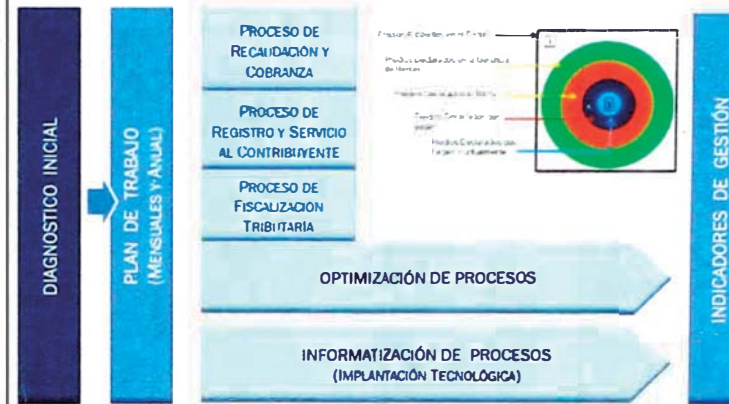 DIAGNOSTICO INICIAL
PLAN DE TRABAJO
(MENSUALES Y ANUAL)
PROCESO DE
RECAUDACIÓN Y
COBRANZA
PROCESO DE
REGISTRO Y SERVICIO
AL CONTRIBUYENTE
PROCESO DE
FISCALIZACIÓN
TRIBUTARIA
OPTIMIZACIÓN DE PROCESOS
INFORMATIZACIÓN DE PROCESOS
(IMPLANTACIÓN TECNOLÓGICA)
INDICADORES DE GESTIÓN